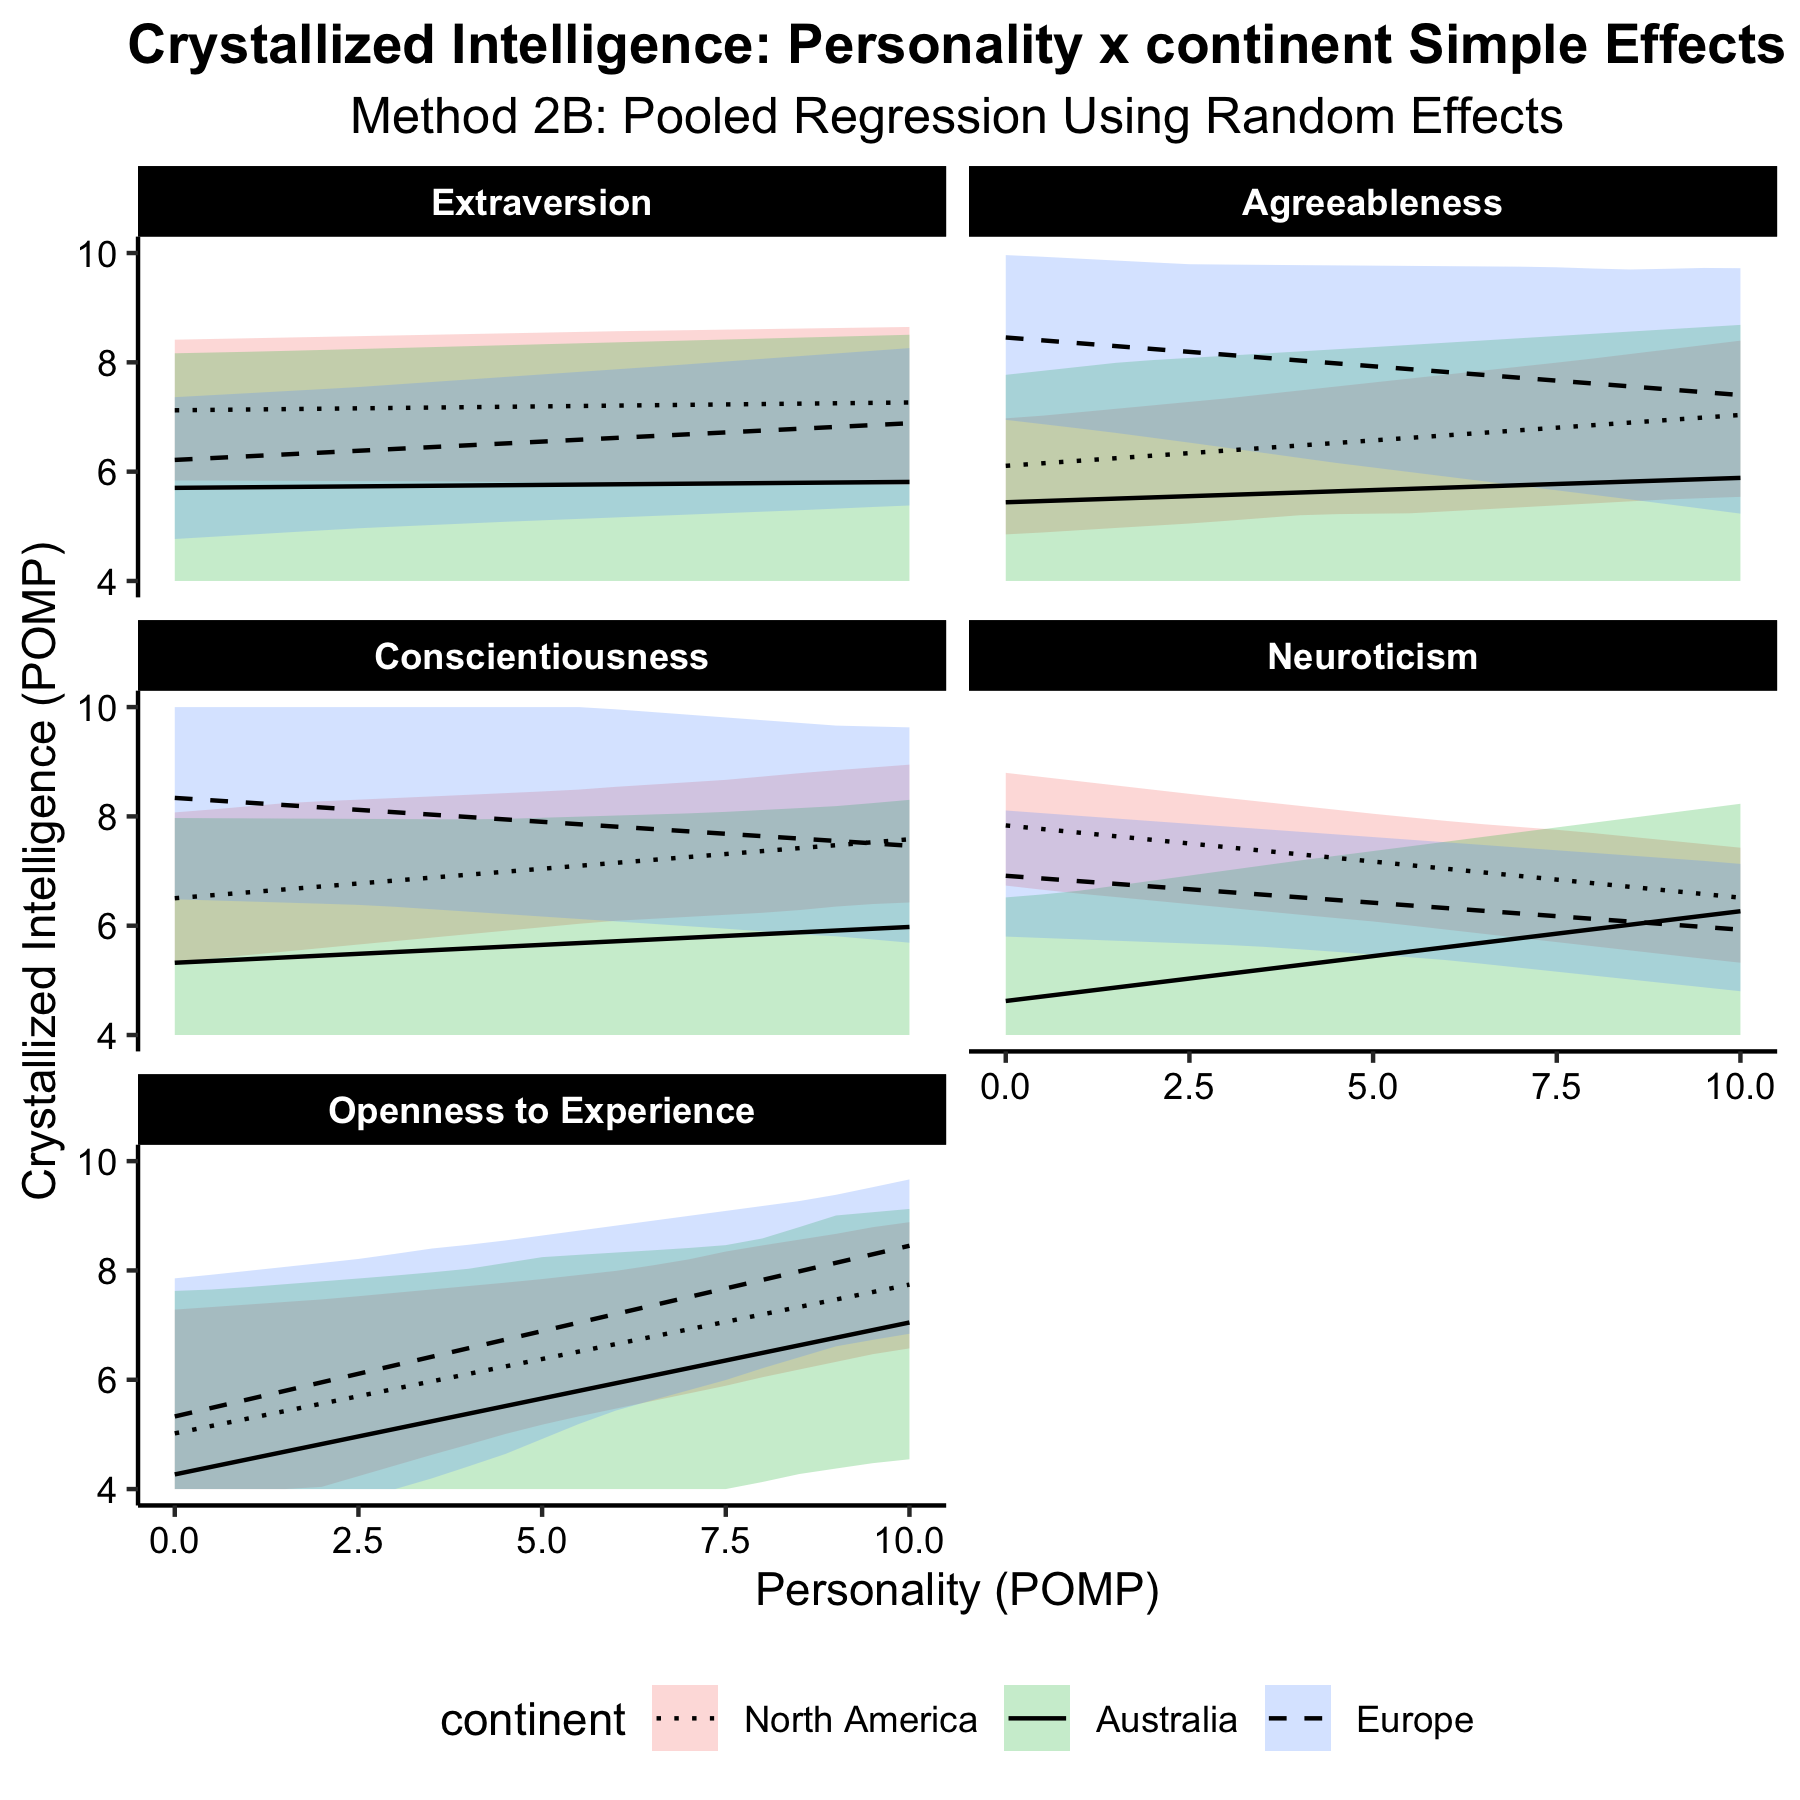 Crystallized Intelligence: Personality x continent Simple Effects
Method 2B: Pooled Regression Using Random Effects
Extraversion
Agreeableness
10
8
6
4
Conscientiousness
Neuroticism
10
8
6
4
0.0 2.5 5.0 7.5 10.0
Openness to Experience
10
8
6
4
0.0 2.5 5.0 7.5 10.0
Crystallized Intelligence (POMP)
Personality (POMP)
continent North America Australia Europe